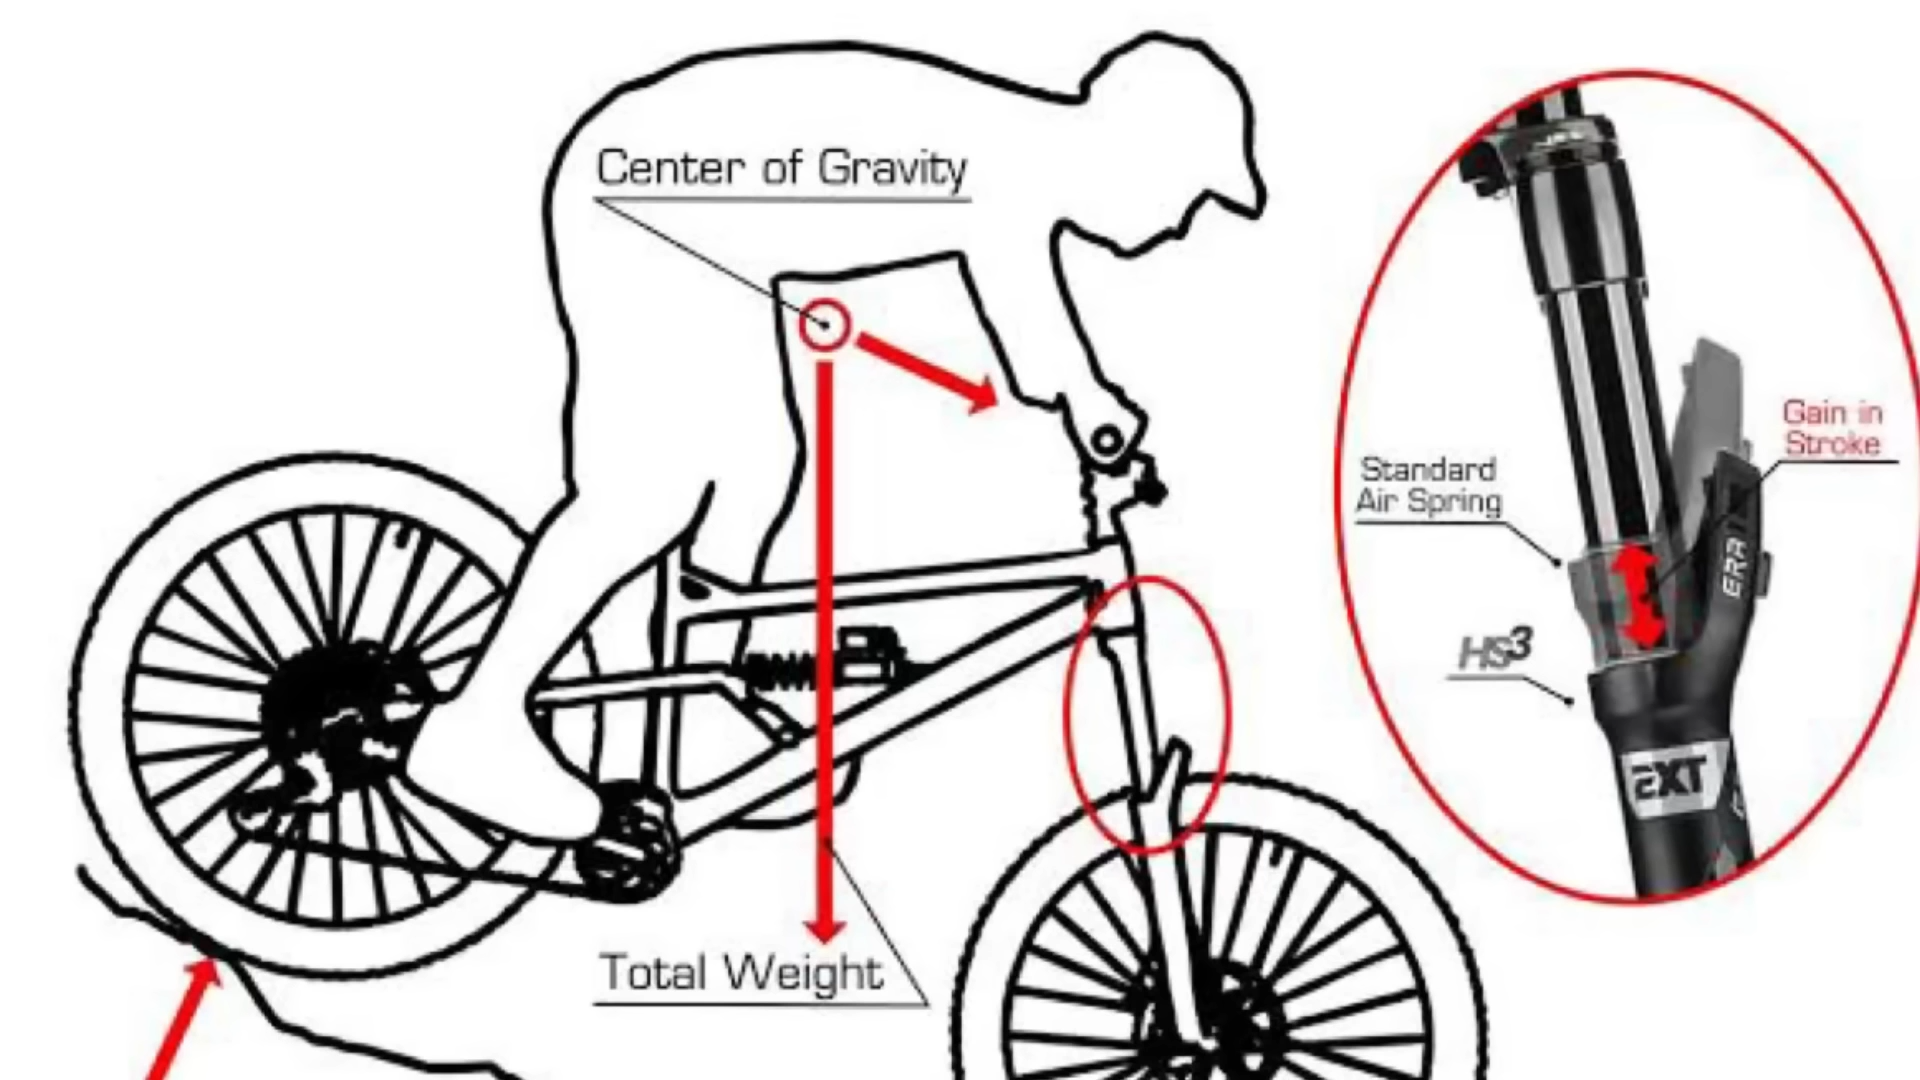 Center of Gravity
Gain in
Stroke
Standard
Air Spring
ERA
HS3
EXT
Total Weight